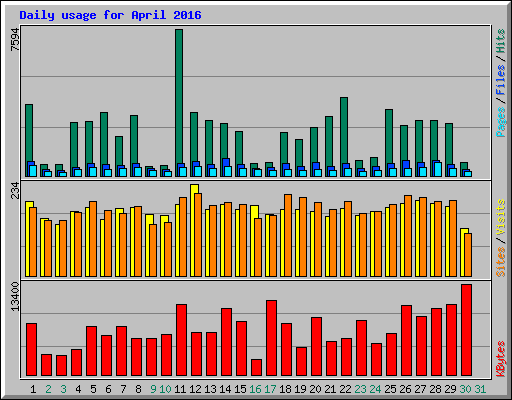 Daily usage for April 2016
7594
Pages / Files / Hits
234
Sites / Visits
13400
KBytes
1 2 3 4 5 6 7 8 9 10 11 12 13 14 15 16 17 18 19 20 21 22 23 24 25 26 27 28 29 30 31